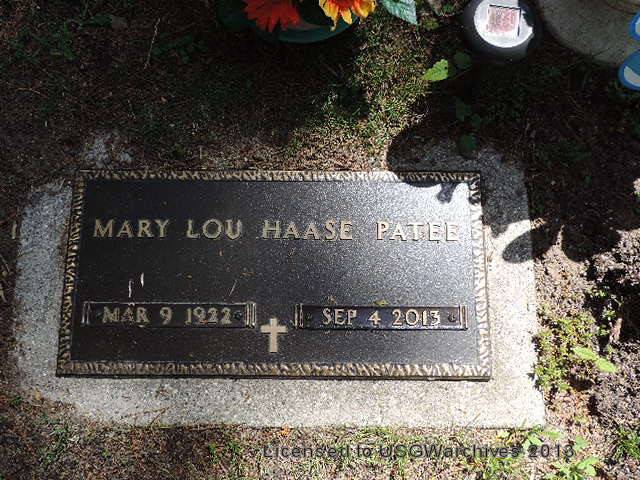 MARY LOU HAASE PATEE
MAR 9 1922 SEP 4 2013
Licensed to USGWarchives 2013